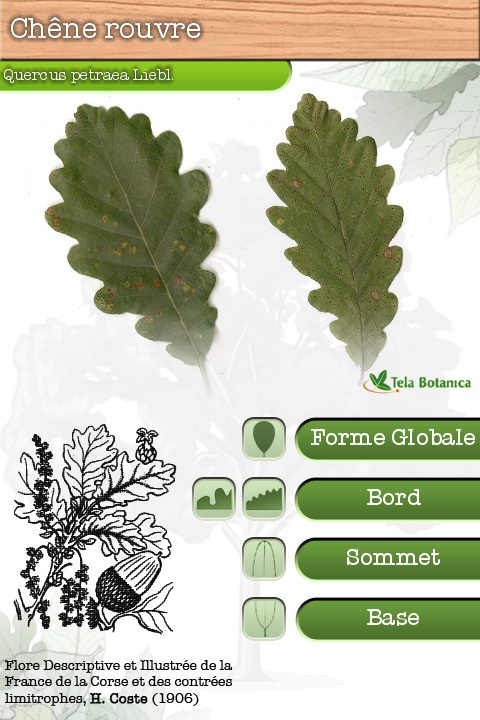 Chêne rouvre
Quercus petraea Liebl.
Tela Botanica
Forme Globale
Bord
Sommet
Base
Flore Descriptive et Illustrée de la
France de la Corse et des contrées
limitrophes, H. Coste (1906)